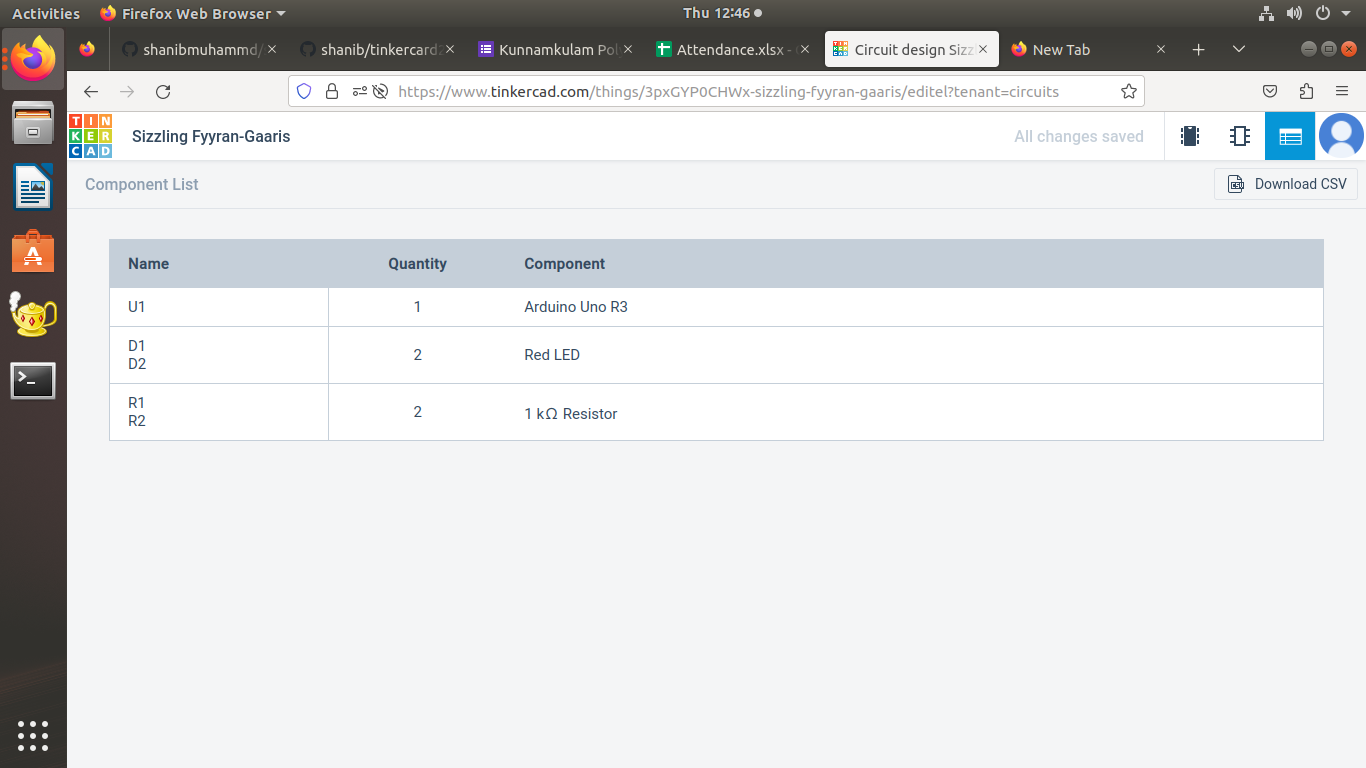 Activities Firefox Web Browser Thu 12:46
shanibmuhammd/ shanib/tinkercard2 Kunnamkulam Pol Attendance.xlsx - Circuit design Sizz New Tab
https://www.tinkercad.com/things/3pxGYP0CHWx-sizzling-fyyran-gaaris/editel?tenant=circuits
TIN
KER
CAD
Sizzling Fyyran-Gaaris All changes saved
Component List Download CSV
Name Quantity Component
U1 1 Arduino Uno R3
D1
D2 2 Red LED
R1
R2 2 1 kΩ Resistor